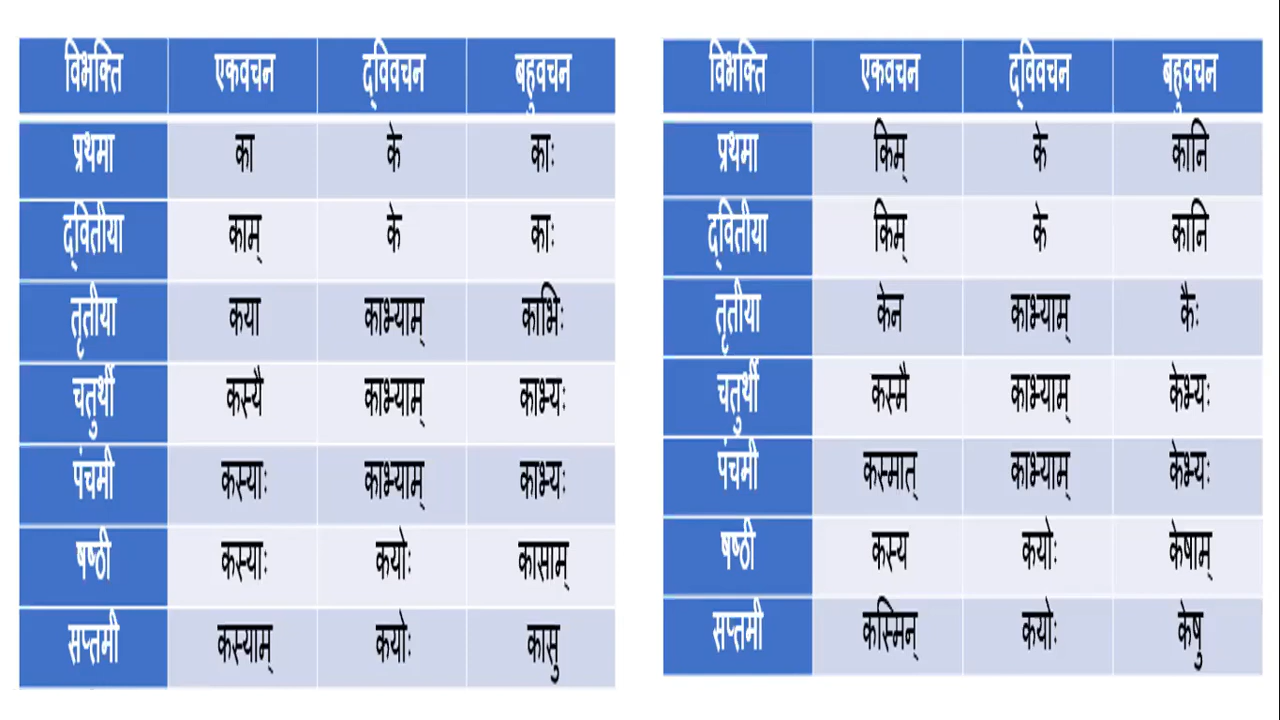 विभक्ति एकवचन द्विवचन बहुवचन
प्रथमा का के काः
द्वितीया काम् के काः
तृतीया कया काभ्याम् काभिः
चतुर्थी कस्यै काभ्याम् काभ्यः
पंचमी कस्याः काभ्याम् काभ्यः
षष्ठी कस्याः कयोः कासाम्
सप्तमी कस्याम् कयोः कासु
विभक्ति एकवचन द्विवचन बहुवचन
प्रथमा किम् के कानि
द्वितीया किम् के कानि
तृतीया केन काभ्याम् कैः
चतुर्थी कस्मै काभ्याम् केभ्यः
पंचमी कस्मात् काभ्याम् केभ्यः
षष्ठी कस्य कयोः केषाम्
सप्तमी कस्मिन् कयोः केषु